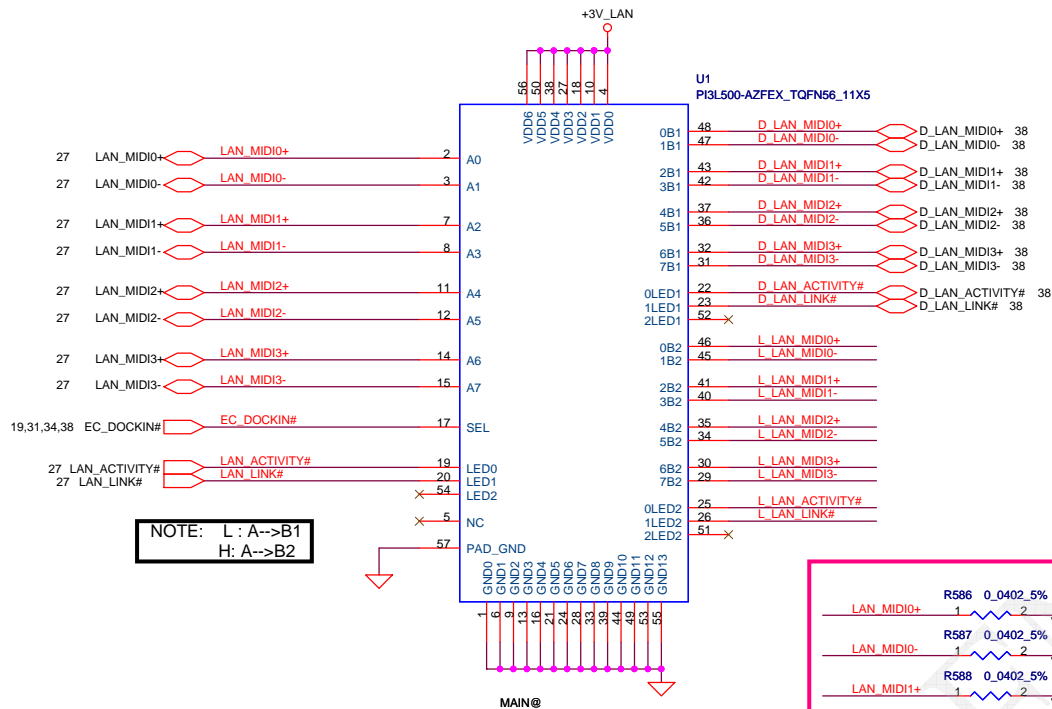 +3V_LAN
U1
PI3L500-AZFEX_TQFN56_11X5
56 50 38 27 18 10 4
VDD6 VDD5 VDD4 VDD3 VDD2 VDD1 VDD0
27 LAN_MIDI0+ LAN_MIDI0+ 2 A0
27 LAN_MIDI0- LAN_MIDI0- 3 A1
27 LAN_MIDI1+ LAN_MIDI1+ 7 A2
27 LAN_MIDI1- LAN_MIDI1- 8 A3
27 LAN_MIDI2+ LAN_MIDI2+ 11 A4
27 LAN_MIDI2- LAN_MIDI2- 12 A5
27 LAN_MIDI3+ LAN_MIDI3+ 14 A6
27 LAN_MIDI3- LAN_MIDI3- 15 A7
19,31,34,38 EC_DOCKIN# EC_DOCKIN# 17 SEL
27 LAN_ACTIVITY# LAN_ACTIVITY# 19 LED0
27 LAN_LINK# LAN_LINK# 20 LED1
54 LED2
5 NC
57 PAD_GND
0B1 48 D_LAN_MIDI0+ D_LAN_MIDI0+ 38
1B1 47 D_LAN_MIDI0- D_LAN_MIDI0- 38
2B1 43 D_LAN_MIDI1+ D_LAN_MIDI1+ 38
3B1 42 D_LAN_MIDI1- D_LAN_MIDI1- 38
4B1 37 D_LAN_MIDI2+ D_LAN_MIDI2+ 38
5B1 36 D_LAN_MIDI2- D_LAN_MIDI2- 38
6B1 32 D_LAN_MIDI3+ D_LAN_MIDI3+ 38
7B1 31 D_LAN_MIDI3- D_LAN_MIDI3- 38
0LED1 22 D_LAN_ACTIVITY# D_LAN_ACTIVITY# 38
1LED1 23 D_LAN_LINK# D_LAN_LINK# 38
2LED1 52
0B2 46 L_LAN_MIDI0+
1B2 45 L_LAN_MIDI0-
2B2 41 L_LAN_MIDI1+
3B2 40 L_LAN_MIDI1-
4B2 35 L_LAN_MIDI2+
5B2 34 L_LAN_MIDI2-
6B2 30 L_LAN_MIDI3+
7B2 29 L_LAN_MIDI3-
0LED2 25 L_LAN_ACTIVITY#
1LED2 26 L_LAN_LINK#
2LED2 51
NOTE: L : A-->B1
H: A-->B2
GND0 GND1 GND2 GND3 GND4 GND5 GND6 GND7 GND8 GND9 GND10 GND11 GND12 GND13
1 6 9 13 16 21 24 28 33 39 44 49 53 55
MAIN@
R586 0_0402_5%
LAN_MIDI0+ 1 2
R587 0_0402_5%
LAN_MIDI0- 1 2
R588 0_0402_5%
LAN_MIDI1+ 1 2